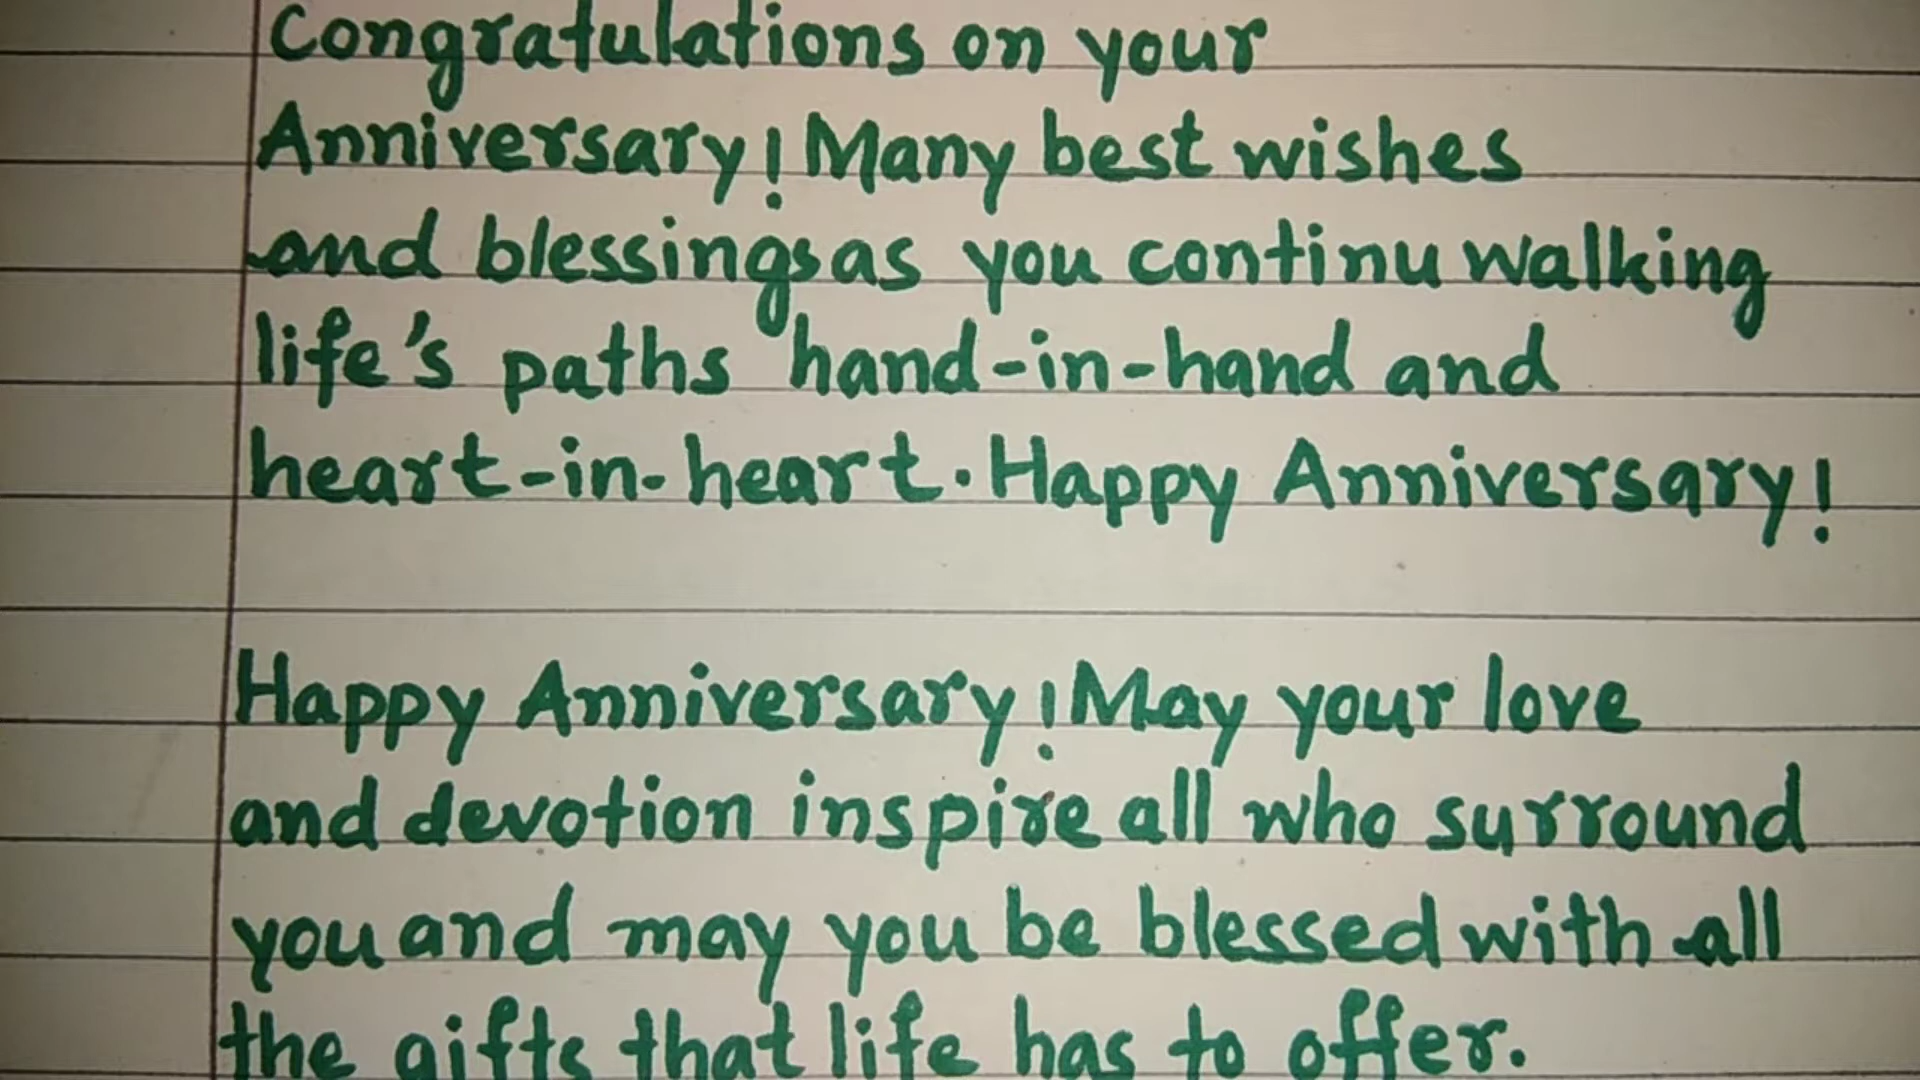 Congratulations on your
Anniversary! Many best wishes
and blessings as you continu walking
life's paths hand-in-hand and
heart-in-heart. Happy Anniversary!
Happy Anniversary! May your love
and devotion inspire all who surround
you and may you be blessed with all
the gifts that life has to offer.